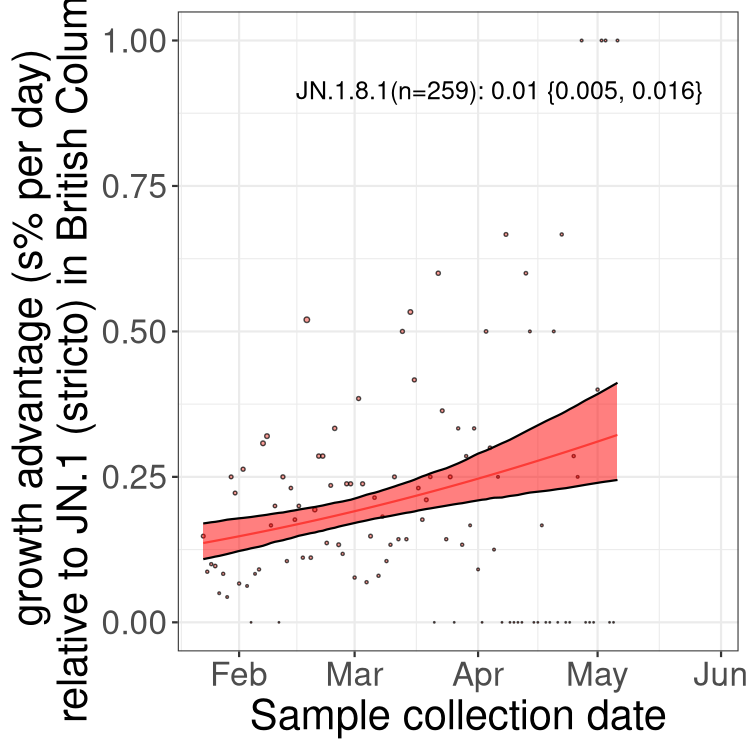 growth advantage (s% per day)
relative to JN.1 (stricto) in British Colum
1.00
0.75
0.50
0.25
0.00
JN.1.8.1(n=259): 0.01 {0.005, 0.016}
Feb Mar Apr May Jun
Sample collection date